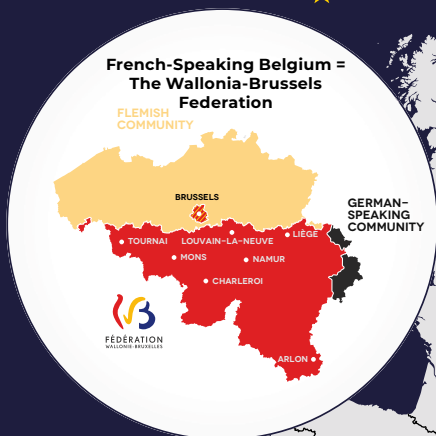 French-Speaking Belgium =
The Wallonia-Brussels
Federation
FLEMISH
COMMUNITY
BRUSSELS
GERMAN-
SPEAKING
COMMUNITY
TOURNAI
LOUVAIN-LA-NEUVE
LIÈGE
MONS
NAMUR
CHARLEROI
FÉDÉRATION
WALLONIE-BRUXELLES
ARLON